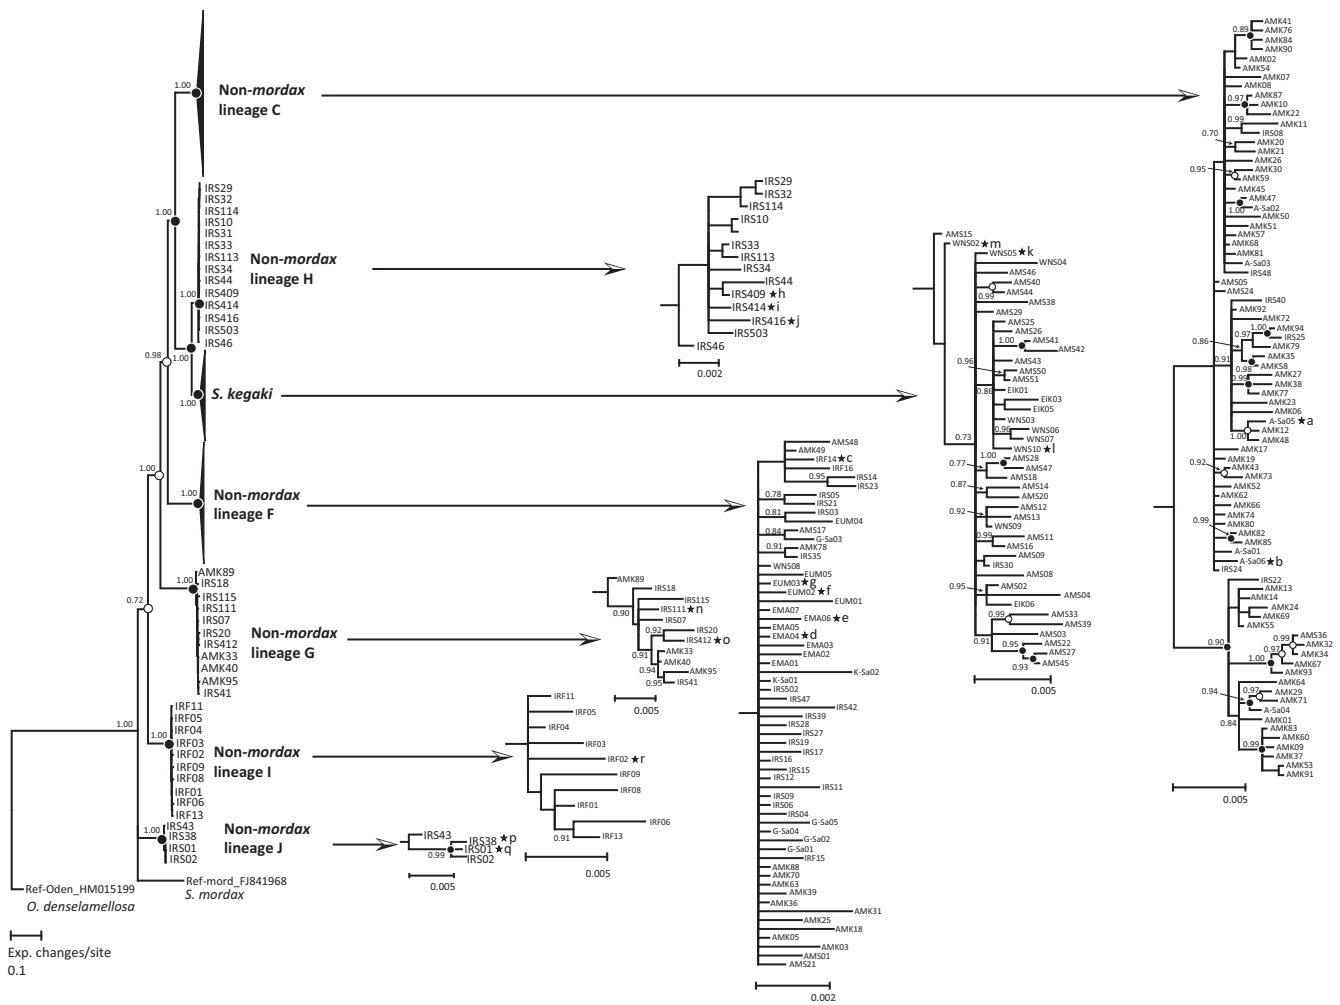 1.00
Non-mordax
lineage C
IRS29
IRS32
IRS114
IRS10
IRS31
IRS33
IRS113
IRS34
IRS44
IRS409
IRS414
IRS416
IRS503
IRS46
1.00
1.00
1.00
0.98
Non-mordax
lineage H
1.00
S. kegaki
1.00
1.00
Non-mordax
lineage F
AMK89
IRS18
IRS115
IRS111
IRS07
IRS20
IRS412
AMK33
AMK40
AMK95
IRS41
1.00
0.72
Non-mordax
lineage G
IRF11
IRF05
IRF04
IRF03
IRF02
IRF09
IRF08
IRF01
IRF06
IRF13
1.00
1.00
Non-mordax
lineage I
IRS43
IRS38
IRS01
IRS02
1.00
Non-mordax
lineage J
Ref-Oden_HM015199
O. denselamellosa
Ref-mord_FJ841968
S. mordax
Exp. changes/site
0.1
IRS29
IRS32
IRS114
IRS10
IRS33
IRS113
IRS34
IRS44
IRS409 ★h
IRS414 ★i
IRS416 ★j
IRS503
IRS46
0.002
AMK89
IRS18
IRS115
IRS111 ★n
IRS07
IRS20
IRS412 ★o
AMK33
AMK40
AMK95
IRS41
0.90
0.92
0.91
0.94
0.95
0.005
IRF11
IRF05
IRF04
IRF03
IRF02 ★r
IRF09
IRF08
IRF01
IRF06
IRF13
0.91
0.005
IRS43
IRS38 ★p
IRS01 ★q
IRS02
0.99
0.005
AMS48
AMK49
IRF14 ★c
IRF16
0.95
IRS14
IRS23
0.78
IRS05
IRS21
0.81
IRS03
EUM04
0.84
AMS17
G-Sa03
0.91
AMK78
IRS35
WNS08
EUM05
EUM03 ★g
EUM02 ★f
EUM01
EMA07
EMA06 ★e
EMA05
EMA04 ★d
EMA03
EMA02
EMA01
K-Sa02
K-Sa01
IRS502
IRS47
IRS42
IRS39
IRS28
IRS27
IRS19
IRS17
IRS16
IRS15
IRS12
IRS11
IRS09
IRS06
IRS04
G-Sa05
G-Sa04
G-Sa02
G-Sa01
IRF15
AMK88
AMK70
AMK63
AMK39
AMK36
AMK31
AMK25
AMK18
AMK05
AMK03
AMS01
AMS21
0.002
AMS15
WNS02 ★m
WNS05 ★k
WNS04
AMS46
AMS40
AMS44
0.99
AMS38
AMS29
AMS25
AMS26
1.00
AMS41
AMS42
AMS43
0.96
AMS50
AMS51
0.86
EIK01
EIK03
EIK05
WNS03
0.96
WNS06
WNS07
0.73
WNS10 ★l
1.00
AMS28
AMS47
0.77
AMS18
0.87
AMS14
AMS20
0.92
AMS12
AMS13
WNS09
0.99
AMS11
AMS16
AMS09
IRS30
AMS08
0.95
AMS02
AMS04
EIK06
0.99
AMS33
AMS39
0.91
AMS03
0.95
AMS22
AMS27
0.93
AMS45
0.005
0.89
AMK41
AMK76
AMK84
AMK90
AMK02
AMK54
AMK07
AMK08
0.97
AMK87
AMK10
AMK22
0.99
AMK11
IRS08
0.70
AMK20
AMK21
AMK26
0.95
AMK30
AMK59
AMK45
AMK47
1.00
A-Sa02
AMK50
AMK51
AMK57
AMK68
AMK81
A-Sa03
IRS48
AMS05
AMS24
IRS40
AMK92
AMK72
0.97
AMK94
IRS25
0.86
AMK79
0.91
AMK35
0.98
AMK58
0.99
AMK27
AMK38
AMK77
AMK23
AMK06
A-Sa05 ★a
AMK12
1.00
AMK48
AMK17
AMK19
0.92
AMK43
AMK73
AMK52
AMK62
AMK66
AMK74
AMK80
0.99
AMK82
AMK85
A-Sa01
A-Sa06 ★b
IRS24
IRS22
AMK13
AMK14
AMK24
AMK69
AMK55
0.90
0.99
AMS36
AMK32
0.97
AMK34
1.00
AMK67
AMK93
AMK64
0.94
0.97
AMK29
AMK71
A-Sa04
0.84
AMK01
AMK83
AMK60
0.99
AMK09
AMK37
AMK53
AMK91
0.005